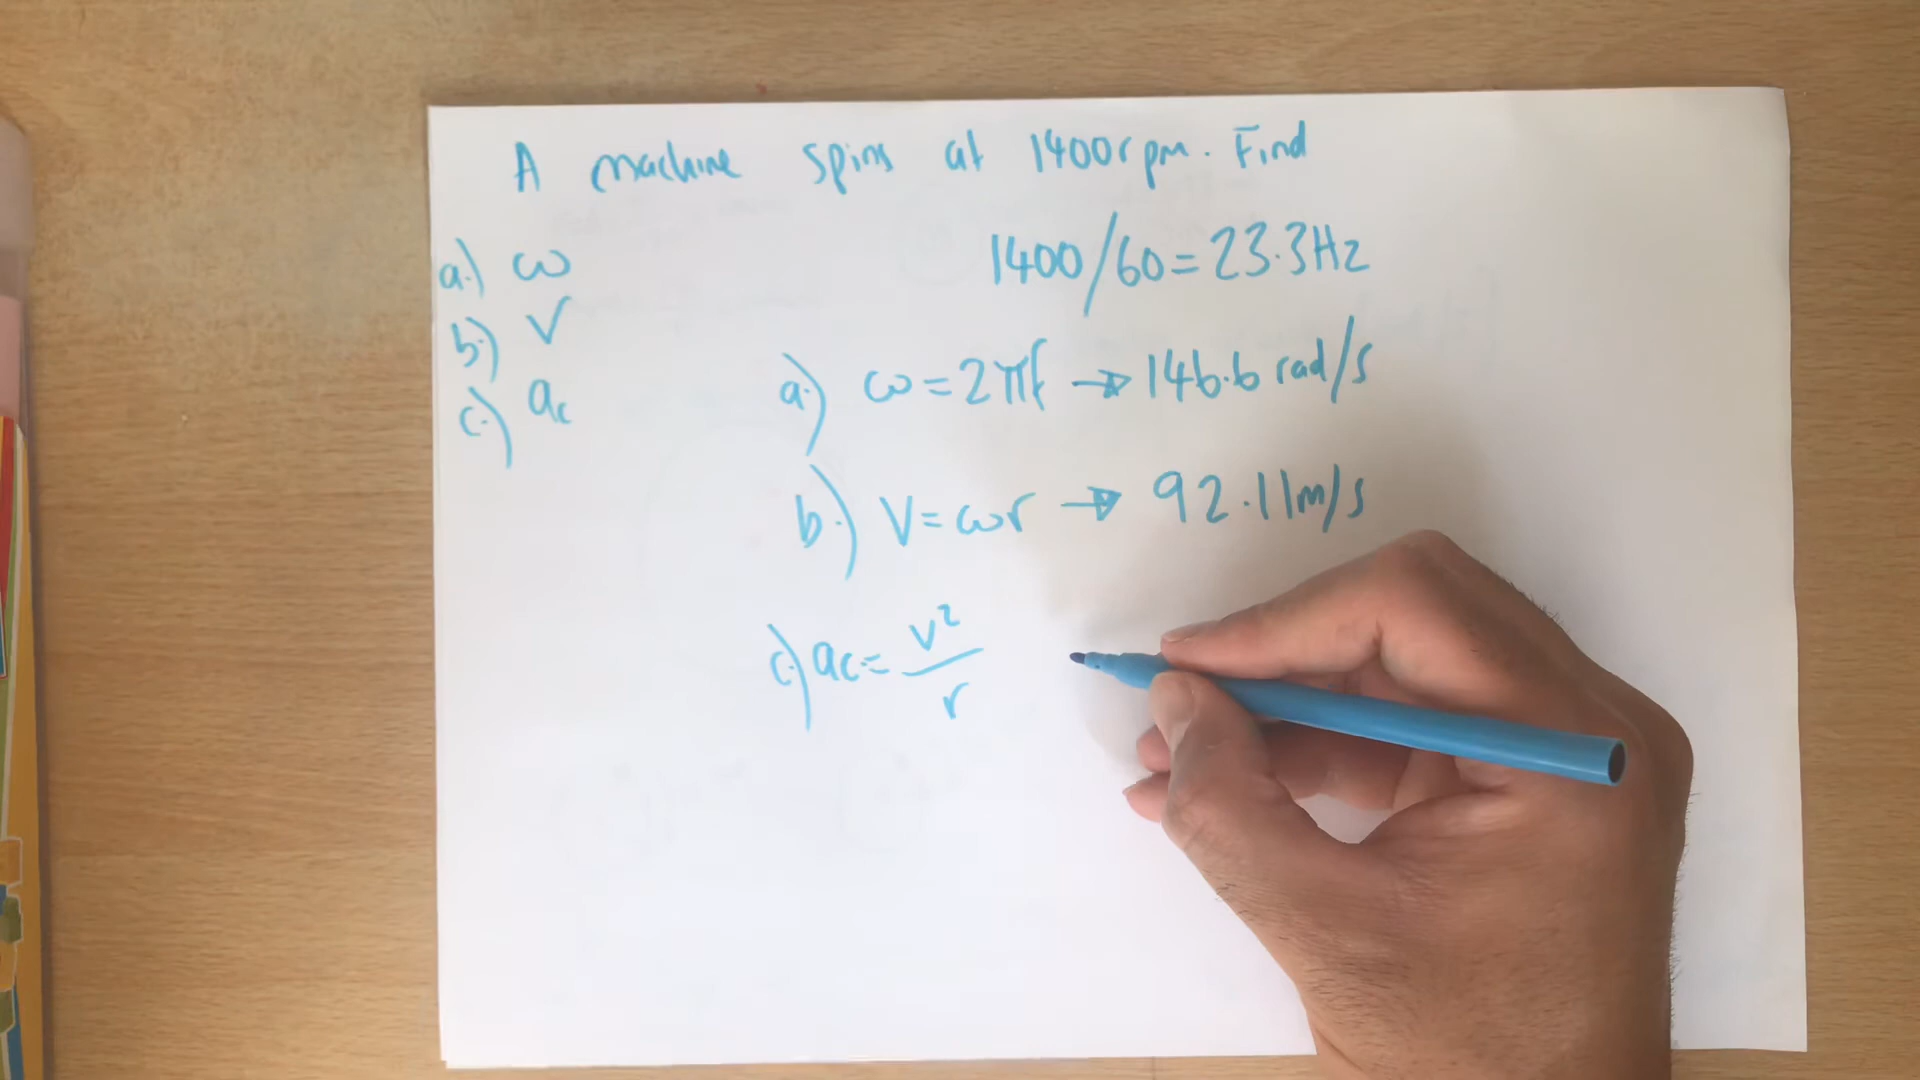 A machine spins at 1400rpm. Find
1400/60=23.3Hz
a.) ω
b.) v
c.) ac
a.) ω=2πf → 146.6 rad/s
b.) V=ωr → 92.11m/s
c.) ac= v²/r